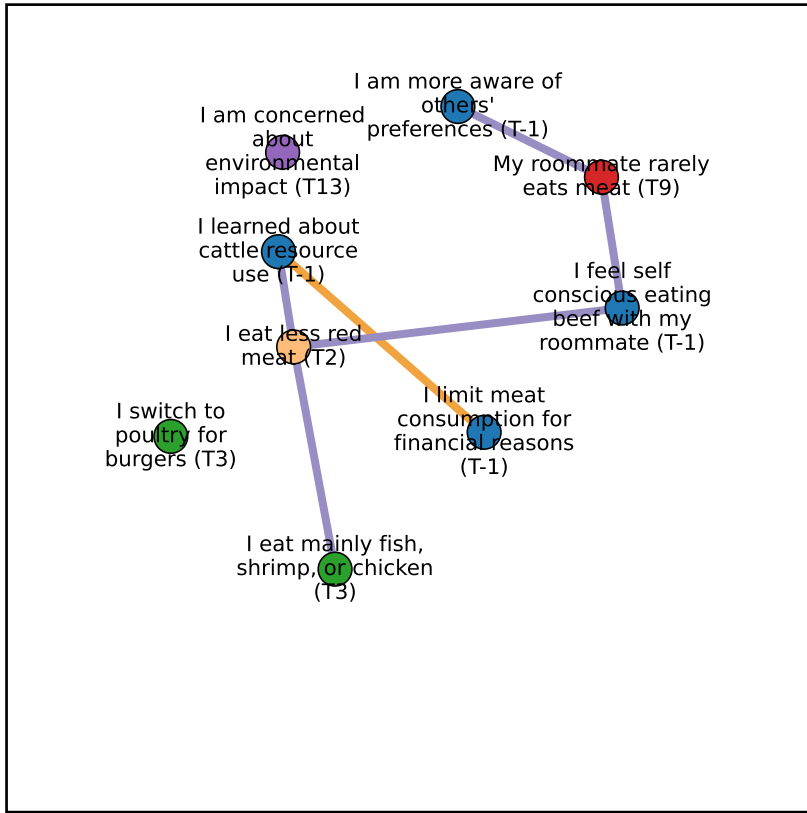 I am more aware of
others'
preferences (T-1)
I am concerned
about
environmental
impact (T13)
My roommate rarely
eats meat (T9)
I learned about
cattle resource
use (T-1)
I feel self
conscious eating
beef with my
roommate (T-1)
I eat less red
meat (T2)
I limit meat
consumption for
financial reasons
(T-1)
I switch to
poultry for
burgers (T3)
I eat mainly fish,
shrimp, or chicken
(T3)